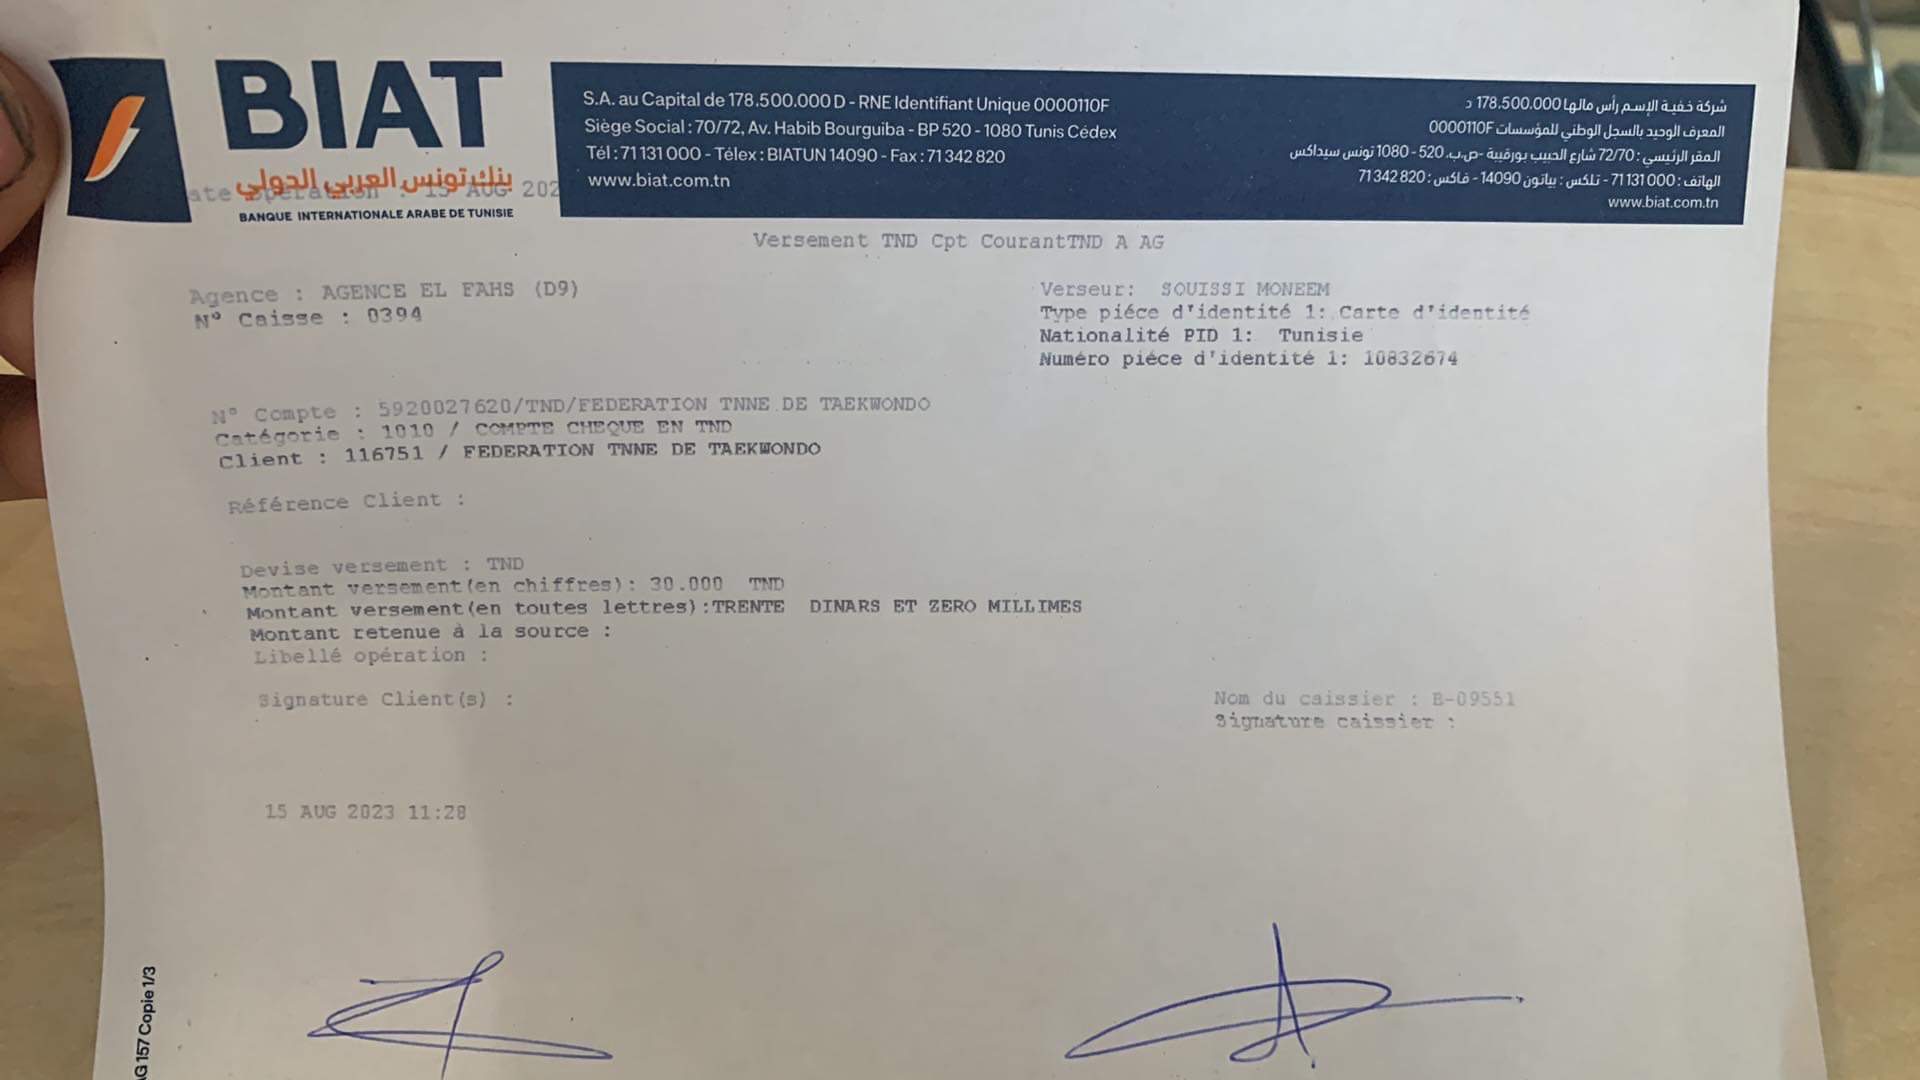 BIAT
بنك تونس العربي الدولي
BANQUE INTERNATIONALE ARABE DE TUNISIE
S.A. au Capital de 178.500.000 D - RNE Identifiant Unique 0000110F
Siège Social : 70/72, Av. Habib Bourguiba - BP 520 - 1080 Tunis Cédex
Tél : 71 131 000 - Télex : BIATUN 14090 - Fax : 71 342 820
www.biat.com.tn
شركة خفية الإسم رأس مالها 178.500.000 د
المعرف الوحيد بالسجل الوطني للمؤسسات 0000110F
المقر الرئيسي : 72/70 شارع الحبيب بورقيبة -ص.ب. 520 - 1080 تونس سيداكس
الهاتف : 71 131 000 - تلكس : بياتون 14090 - فاكس : 71 342 820
www.biat.com.tn
ate opération : 15 AUG 202
Versement TND Cpt CourantTND A AG
Agence : AGENCE EL FAHS (D9)
N° Caisse : 0394
Verseur: SOUISSI MONEEM
Type piéce d'identité 1: Carte d'identité
Nationalité PID 1: Tunisie
Numéro piéce d'identité 1: 10832674
N° Compte : 5920027620/TND/FEDERATION TNNE DE TAEKWONDO
Catégorie : 1010 / COMPTE CHEQUE EN TND
Client : 116751 / FEDERATION TNNE DE TAEKWONDO
Référence Client :
Devise versement : TND
Montant versement(en chiffres): 30.000 TND
Montant versement(en toutes lettres):TRENTE DINARS ET ZERO MILLIMES
Montant retenue à la source :
Libellé opération :
Signature Client(s) :
Nom du caissier : B-09551
Signature caissier :
15 AUG 2023 11:28
G 157 Copie 1/3